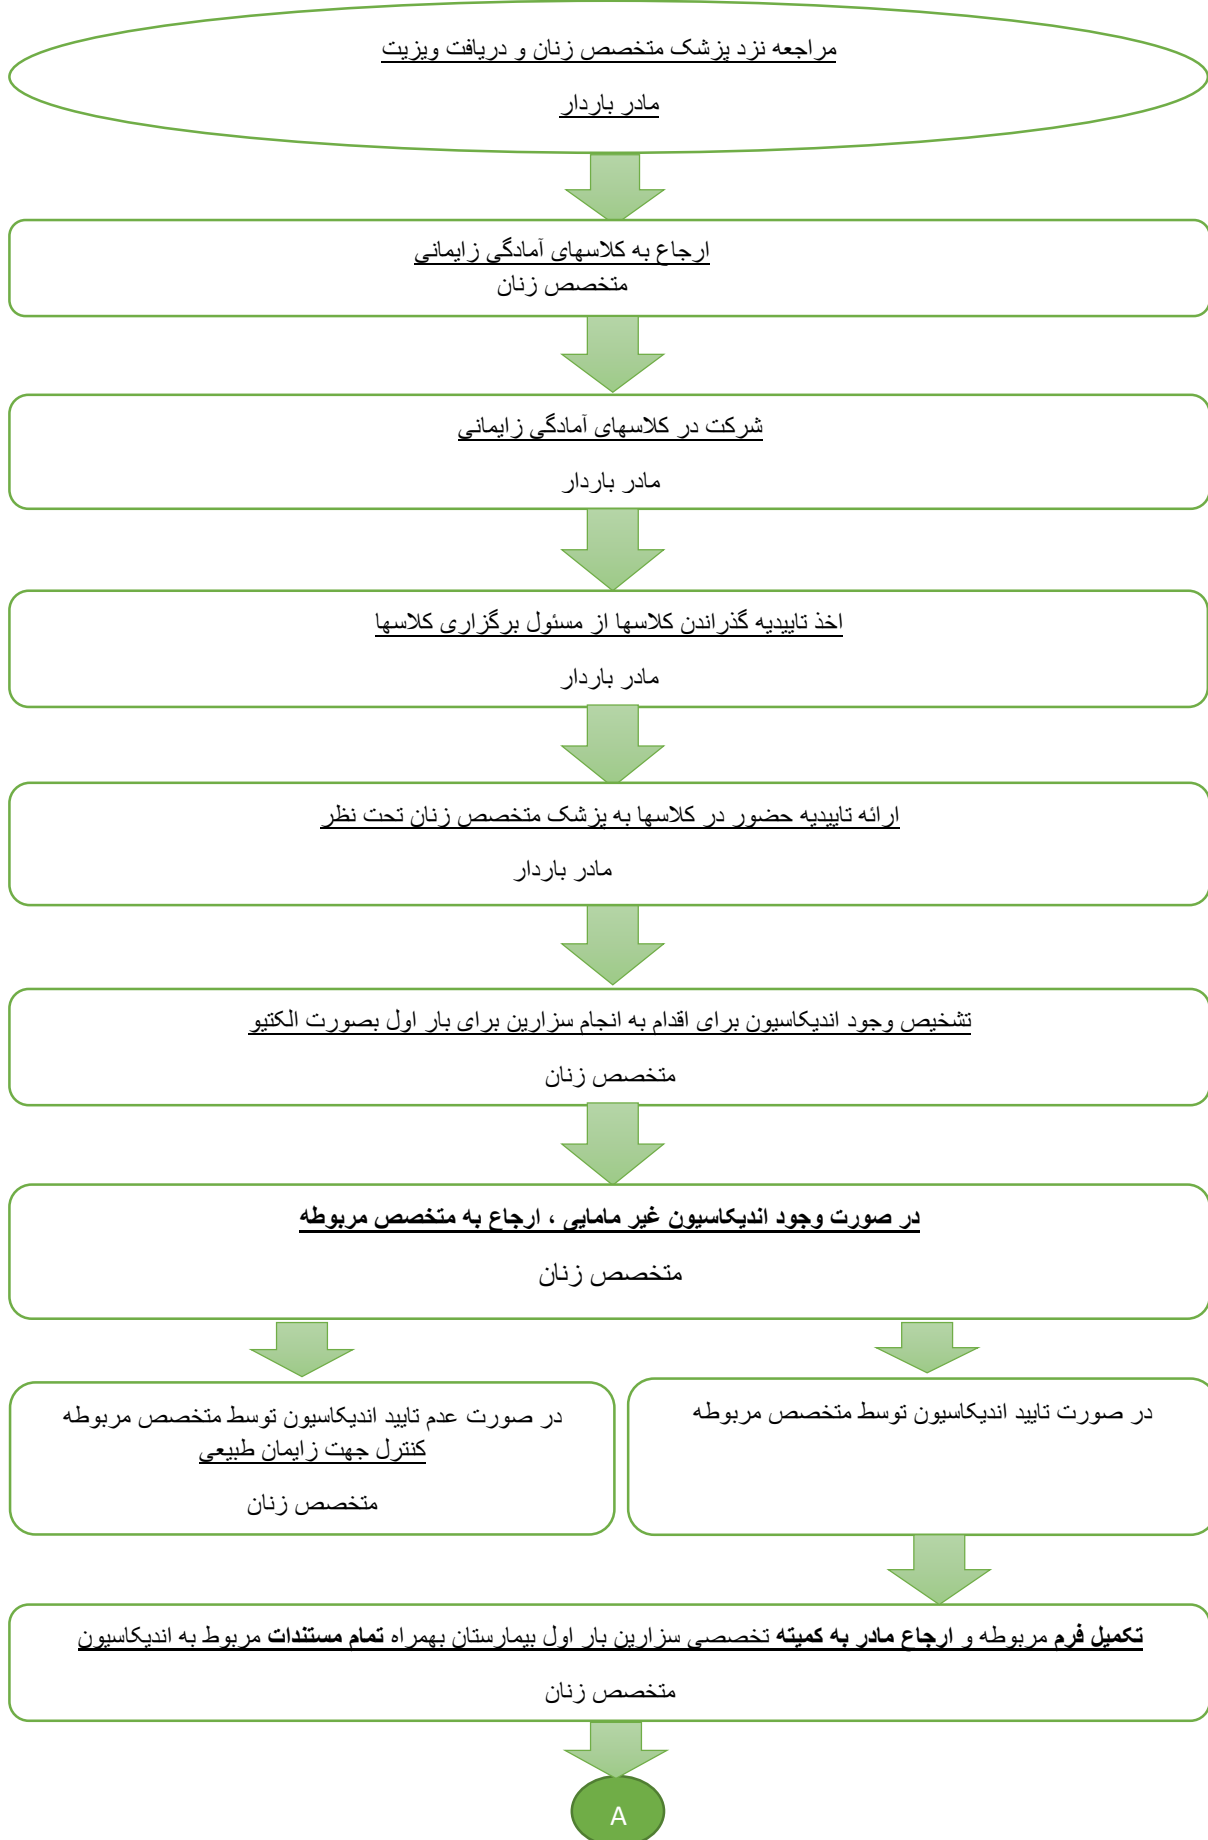 مراجعه نزد پزشک متخصص زنان و دریافت ویزیت
مادر باردار
ارجاع به کلاسهای آمادگی زایمانی
متخصص زنان
شرکت در کلاسهای آمادگی زایمانی
مادر باردار
اخذ تاییدیه گذراندن کلاسها از مسئول برگزاری کلاسها
مادر باردار
ارائه تاییدیه حضور در کلاسها به پزشک متخصص زنان تحت نظر
مادر باردار
تشخیص وجود اندیکاسیون برای اقدام به انجام سزارین برای بار اول بصورت الکتیو
متخصص زنان
در صورت وجود اندیکاسیون غیر مامایی ، ارجاع به متخصص مربوطه
متخصص زنان
در صورت تایید اندیکاسیون توسط متخصص مربوطه
در صورت عدم تایید اندیکاسیون توسط متخصص مربوطه
کنترل جهت زایمان طبیعی
متخصص زنان
تکمیل فرم مربوطه و ارجاع مادر به کمیته تخصصی سزارین بار اول بیمارستان بهمراه تمام مستندات مربوط به اندیکاسیون
متخصص زنان
A